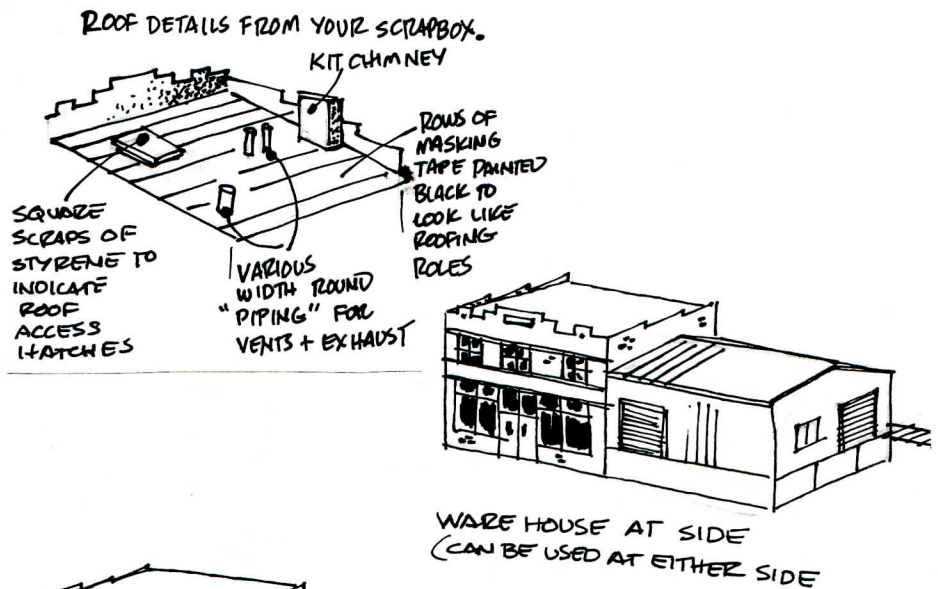 ROOF DETAILS FROM YOUR SCRAPBOX.
KIT CHIMNEY
ROWS OF
MASKING
TAPE PAINTED
BLACK TO
LOOK LIKE
ROOFING
ROLES
SQUARE
SCRAPS OF
STYRENE TO
INDICATE
ROOF
ACCESS
HATCHES
VARIOUS
WIDTH ROUND
"PIPING" FOR
VENTS + EXHAUST
WARE HOUSE AT SIDE
(CAN BE USED AT EITHER SIDE